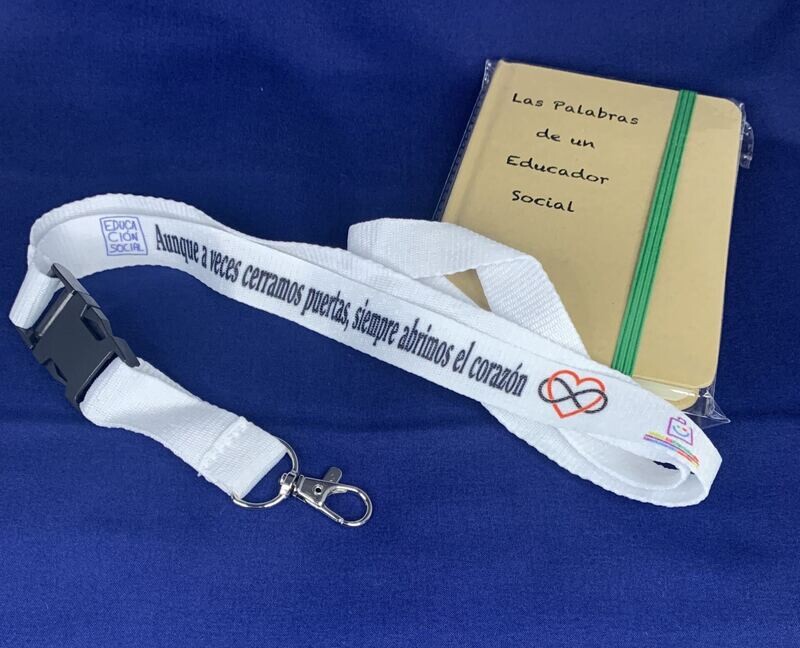 Las Palabras
de un
Educador
Social
EDUCA
CIÓN
SOCIAL
Aunque a veces cerramos puertas, siempre abrimos el corazón